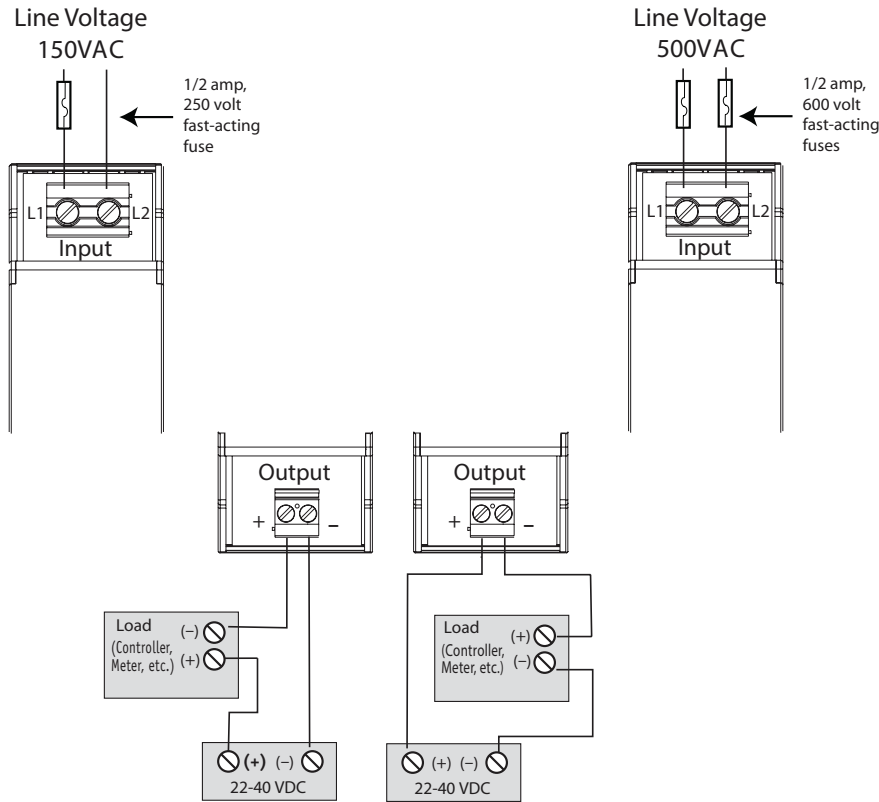 Line Voltage
150VAC
1/2 amp,
250 volt
fast-acting
fuse
L1
L2
Input
Line Voltage
500VAC
1/2 amp,
600 volt
fast-acting
fuses
L1
L2
Input
Output
+
–
Load
(Controller,
Meter, etc.)
(–)
(+)
(+) (–)
22-40 VDC
Output
+
–
Load
(Controller,
Meter, etc.)
(+)
(–)
(+) (–)
22-40 VDC